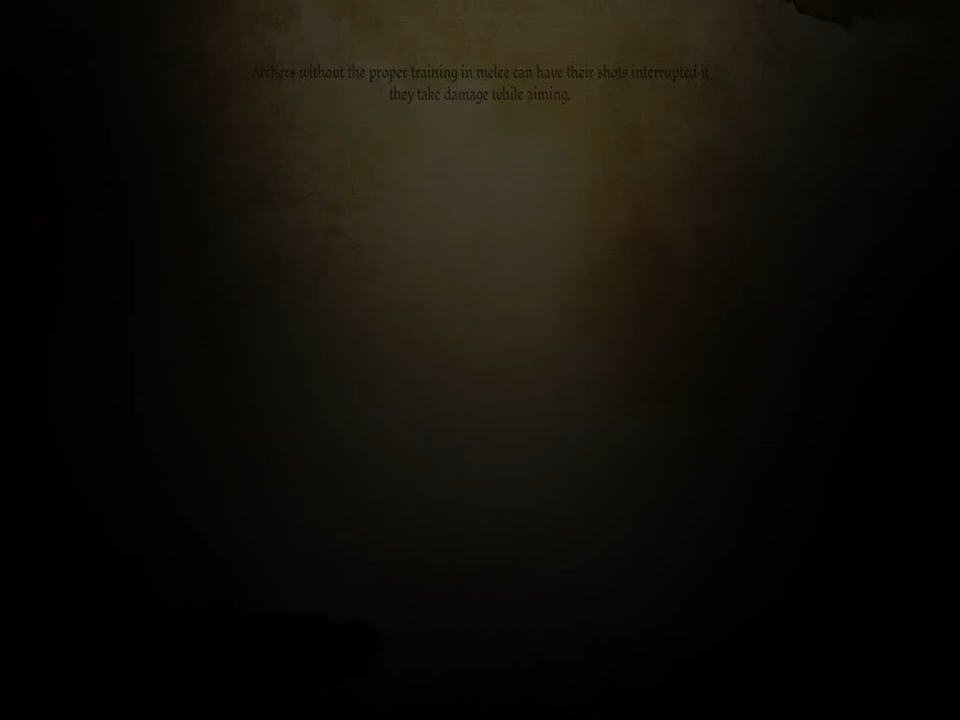 Archers without the proper training in melee can have their shots interrupted if
they take damage while aiming.